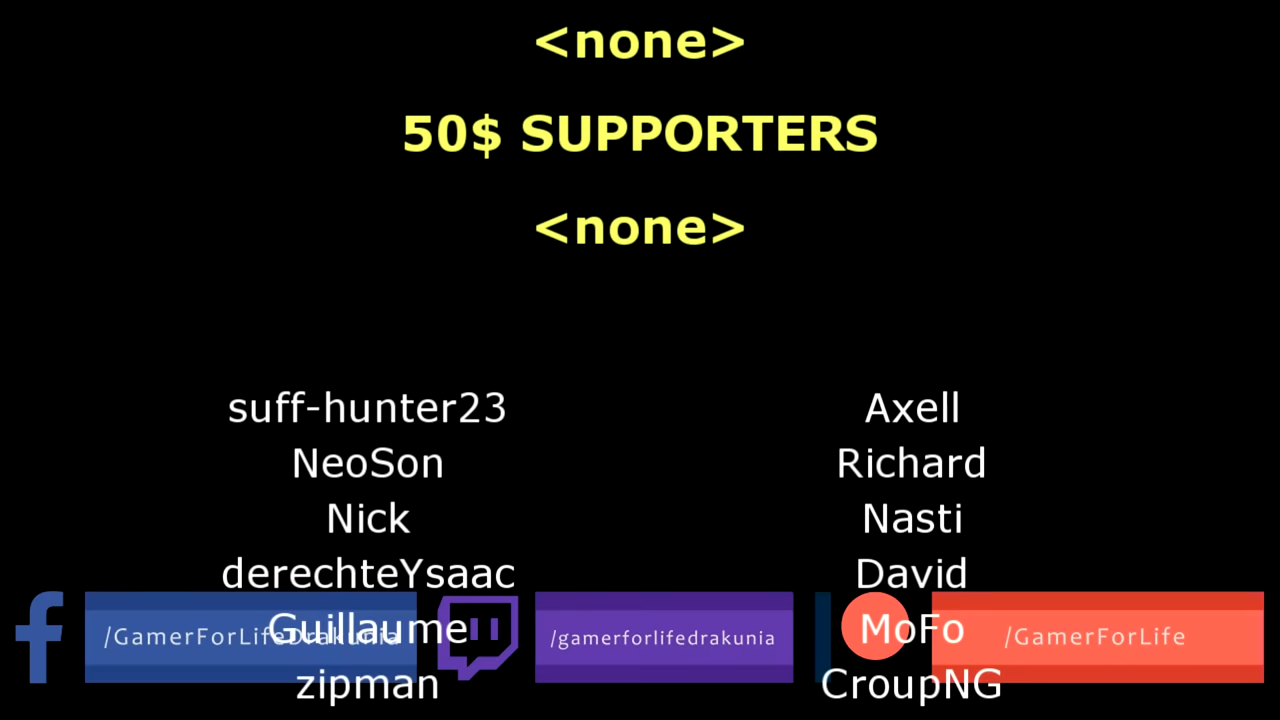 <none>
50$ SUPPORTERS
<none>
suff-hunter23 Axell
NeoSon Richard
Nick Nasti
derechteYsaac David
Guillaume MoFo
/GamerForLifeDrakunia /gamerforlifedrakunia /GamerForLife
zipman CroupNG